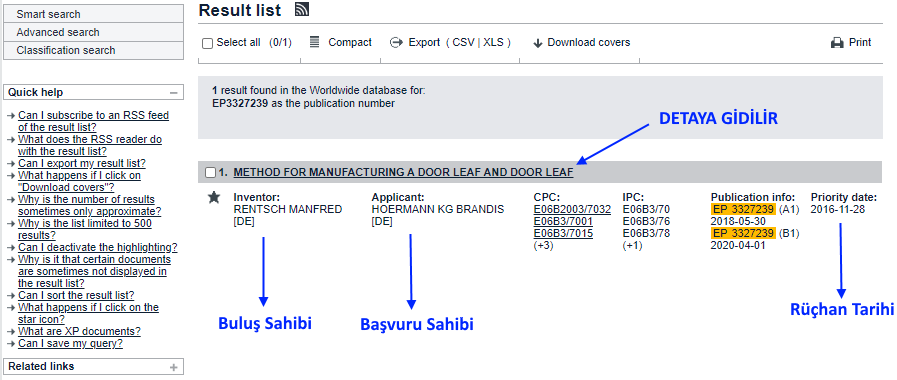 Smart search
Advanced search
Classification search
Quick help
Can I subscribe to an RSS feed
of the result list?
What does the RSS reader do
with the result list?
Can I export my result list?
What happens if I click on
"Download covers"?
Why is the number of results
sometimes only approximate?
Why is the list limited to 500
results?
Can I deactivate the highlighting?
Why is it that certain documents
are sometimes not displayed in
the result list?
Can I sort the result list?
What happens if I click on the
star icon?
What are XP documents?
Can I save my query?
Related links
Result list
Select all (0/1) Compact Export ( CSV | XLS ) Download covers Print
1 result found in the Worldwide database for:
EP3327239 as the publication number
DETAYA GİDİLİR
1. METHOD FOR MANUFACTURING A DOOR LEAF AND DOOR LEAF
Inventor: Applicant: CPC: IPC: Publication info: Priority date:
RENTSCH MANFRED HOERMANN KG BRANDIS E06B2003/7032 E06B3/70 EP 3327239 (A1) 2016-11-28
[DE] [DE] E06B3/7001 E06B3/76 2018-05-30
E06B3/7015 E06B3/78 EP 3327239 (B1)
(+3) (+1) 2020-04-01
Buluş Sahibi Başvuru Sahibi Rüçhan Tarihi